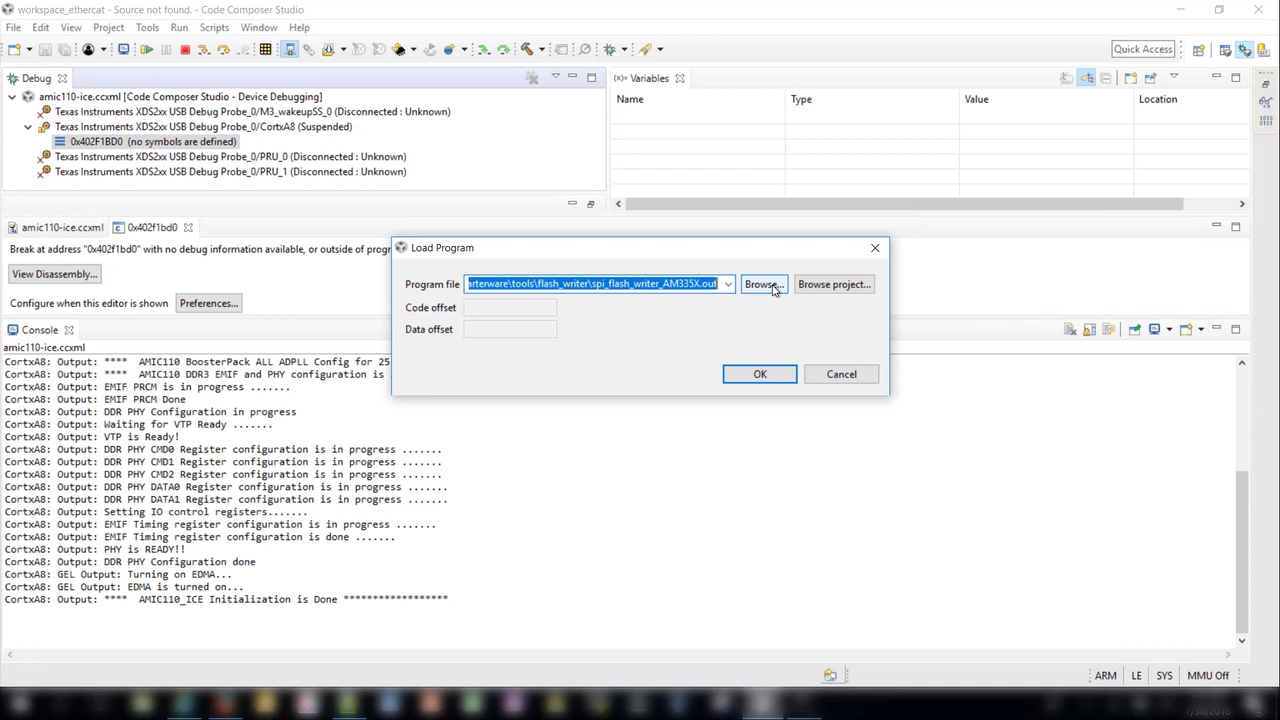 workspace_ethercat - Source not found. - Code Composer Studio
File Edit View Project Tools Run Scripts Window Help
Quick Access
Debug
(x)= Variables
amic110-ice.ccxml [Code Composer Studio - Device Debugging]
Name Type Value Location
Texas Instruments XDS2xx USB Debug Probe_0/M3_wakeupSS_0 (Disconnected : Unknown)
Texas Instruments XDS2xx USB Debug Probe_0/CortxA8 (Suspended)
0x402F1BD0 (no symbols are defined)
Texas Instruments XDS2xx USB Debug Probe_0/PRU_0 (Disconnected : Unknown)
Texas Instruments XDS2xx USB Debug Probe_0/PRU_1 (Disconnected : Unknown)
amic110-ice.ccxml 0x402f1bd0
Break at address "0x402f1bd0" with no debug information available, or outside of prog
View Disassembly...
Configure when this editor is shown Preferences...
Load Program
Program file arterware\tools\flash_writer\spi_flash_writer_AM335X.out Browse... Browse project...
Code offset
Data offset
OK Cancel
Console
amic110-ice.ccxml
CortxA8: Output: **** AMIC110 BoosterPack ALL ADPLL Config for 25
CortxA8: Output: **** AMIC110 DDR3 EMIF and PHY configuration is
CortxA8: Output: EMIF PRCM is in progress .......
CortxA8: Output: EMIF PRCM Done
CortxA8: Output: DDR PHY Configuration in progress
CortxA8: Output: Waiting for VTP Ready .......
CortxA8: Output: VTP is Ready!
CortxA8: Output: DDR PHY CMD0 Register configuration is in progress .......
CortxA8: Output: DDR PHY CMD1 Register configuration is in progress .......
CortxA8: Output: DDR PHY CMD2 Register configuration is in progress .......
CortxA8: Output: DDR PHY DATA0 Register configuration is in progress .......
CortxA8: Output: DDR PHY DATA1 Register configuration is in progress .......
CortxA8: Output: Setting IO control registers.......
CortxA8: Output: EMIF Timing register configuration is in progress .......
CortxA8: Output: EMIF Timing register configuration is done .......
CortxA8: Output: PHY is READY!!
CortxA8: Output: DDR PHY Configuration done
CortxA8: GEL Output: Turning on EDMA...
CortxA8: GEL Output: EDMA is turned on...
CortxA8: Output: **** AMIC110_ICE Initialization is Done ******************
ARM LE SYS MMU Off